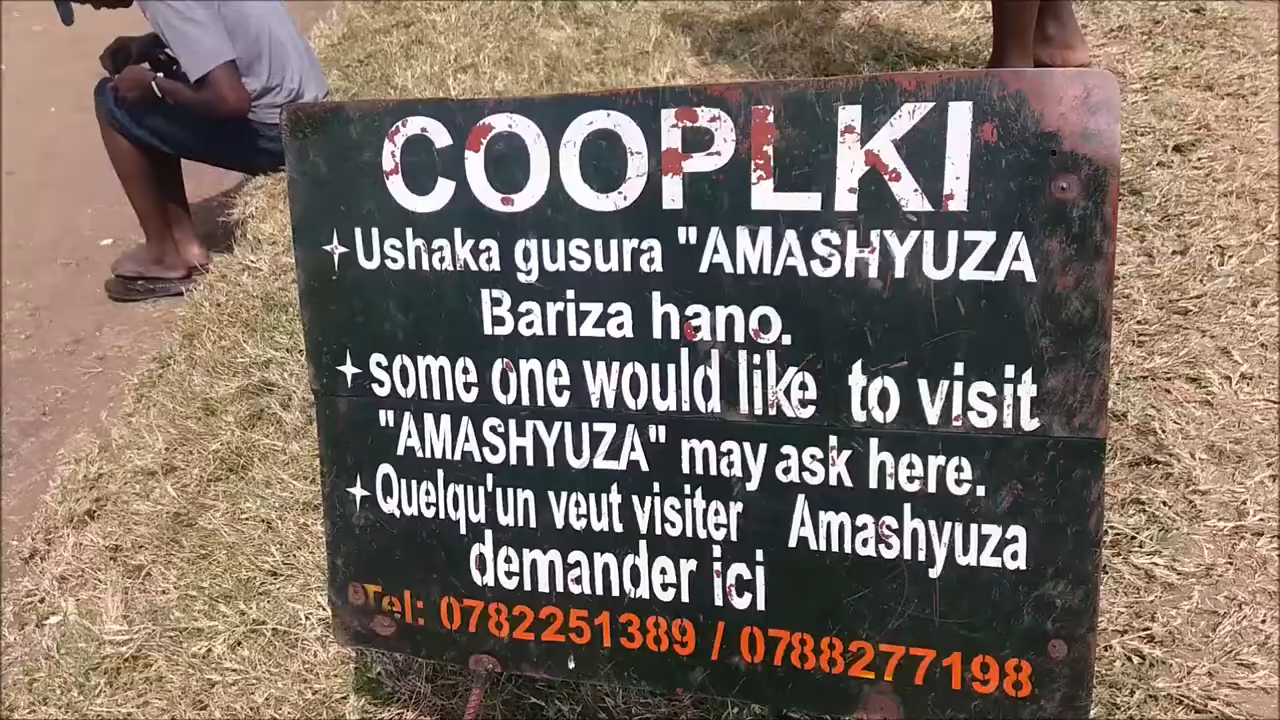 COOPLKI
Ushaka gusura "AMASHYUZA
Bariza hano.
some one would like to visit
"AMASHYUZA" may ask here.
Quelqu'un veut visiter Amashyuza
demander ici
Tel: 0782251389 / 0788277198